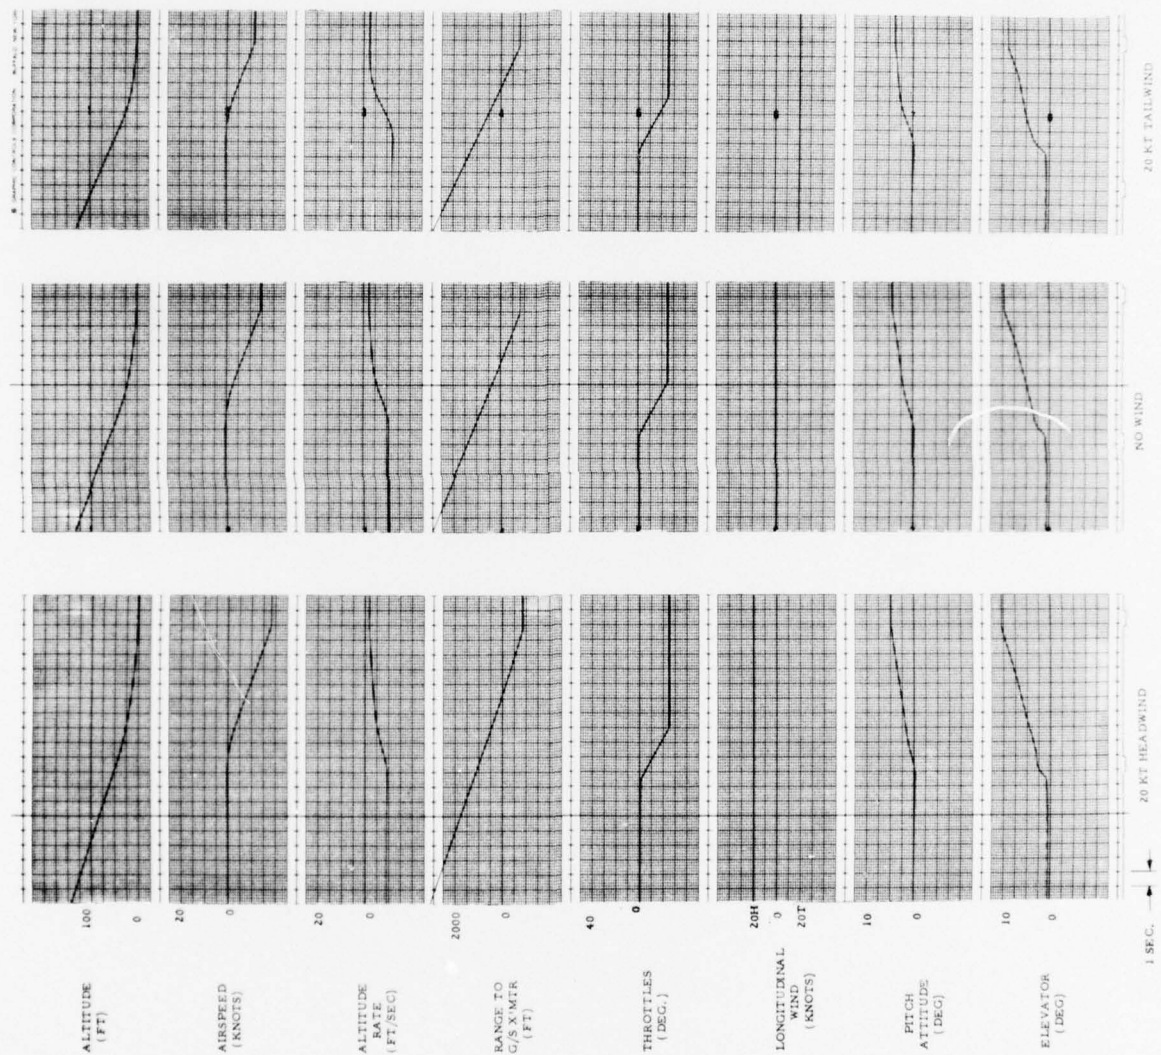 ALTITUDE
(FT)
100
0
AIRSPEED
(KNOTS)
20
0
ALTITUDE
RATE
(FT/SEC)
20
0
RANGE TO
G/S X'MTR
(FT)
2000
0
THROTTLES
(DEG.)
40
0
LONGITUDINAL
WIND
(KNOTS)
20H
0
20T
PITCH
ATTITUDE
(DEG)
10
0
ELEVATOR
(DEG)
10
0
1 SEC.
20 KT HEADWIND
NO WIND
20 KT TAILWIND